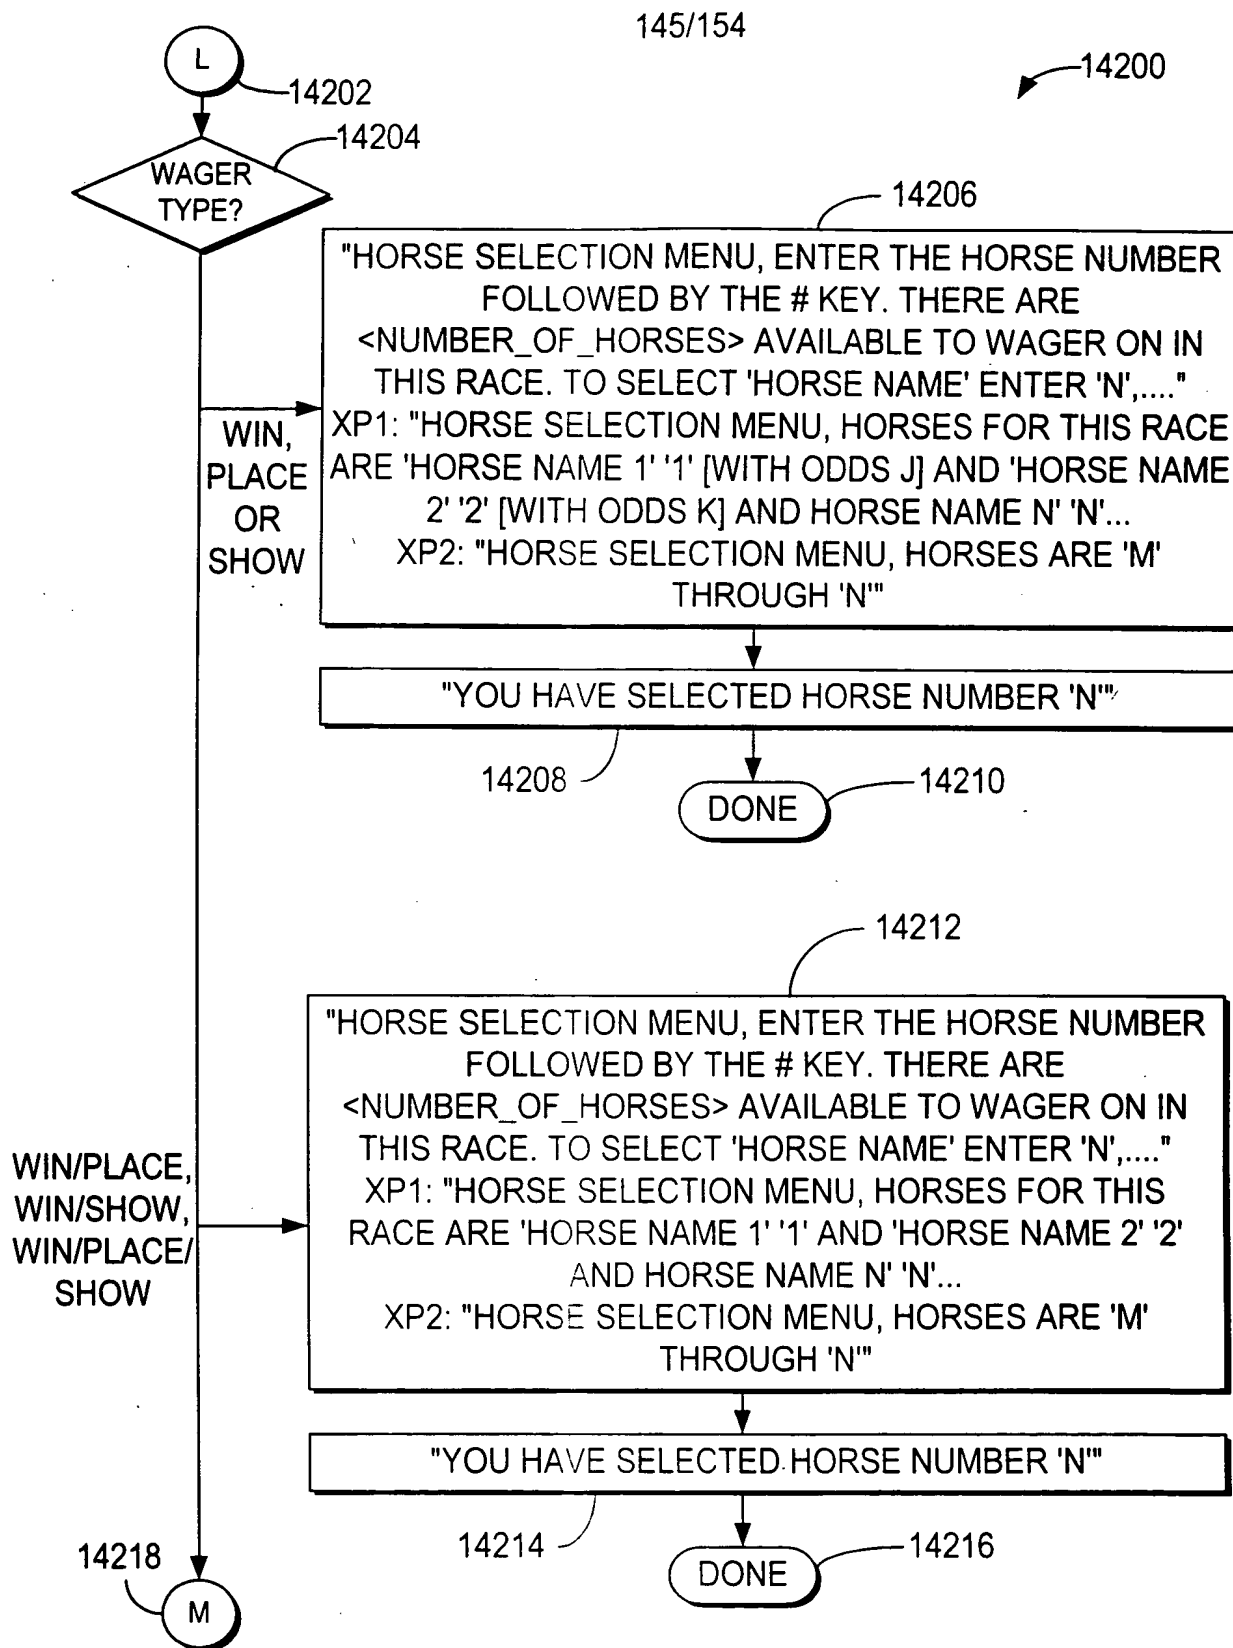 145/154
L
14202
14200
14204
WAGER
TYPE?
14206
"HORSE SELECTION MENU, ENTER THE HORSE NUMBER
FOLLOWED BY THE # KEY. THERE ARE
<NUMBER_OF_HORSES> AVAILABLE TO WAGER ON IN
THIS RACE. TO SELECT 'HORSE NAME' ENTER 'N',...."
XP1: "HORSE SELECTION MENU, HORSES FOR THIS RACE
ARE 'HORSE NAME 1' '1' [WITH ODDS J] AND 'HORSE NAME
2' '2' [WITH ODDS K] AND HORSE NAME N' 'N'...
XP2: "HORSE SELECTION MENU, HORSES ARE 'M'
THROUGH 'N'"
WIN,
PLACE
OR
SHOW
"YOU HAVE SELECTED HORSE NUMBER 'N'"
14208
DONE
14210
14212
"HORSE SELECTION MENU, ENTER THE HORSE NUMBER
FOLLOWED BY THE # KEY. THERE ARE
<NUMBER_OF_HORSES> AVAILABLE TO WAGER ON IN
THIS RACE. TO SELECT 'HORSE NAME' ENTER 'N',...."
XP1: "HORSE SELECTION MENU, HORSES FOR THIS
RACE ARE 'HORSE NAME 1' '1' AND 'HORSE NAME 2' '2'
AND HORSE NAME N' 'N'...
XP2: "HORSE SELECTION MENU, HORSES ARE 'M'
THROUGH 'N'"
WIN/PLACE,
WIN/SHOW,
WIN/PLACE/
SHOW
"YOU HAVE SELECTED HORSE NUMBER 'N'"
14214
DONE
14216
14218
M